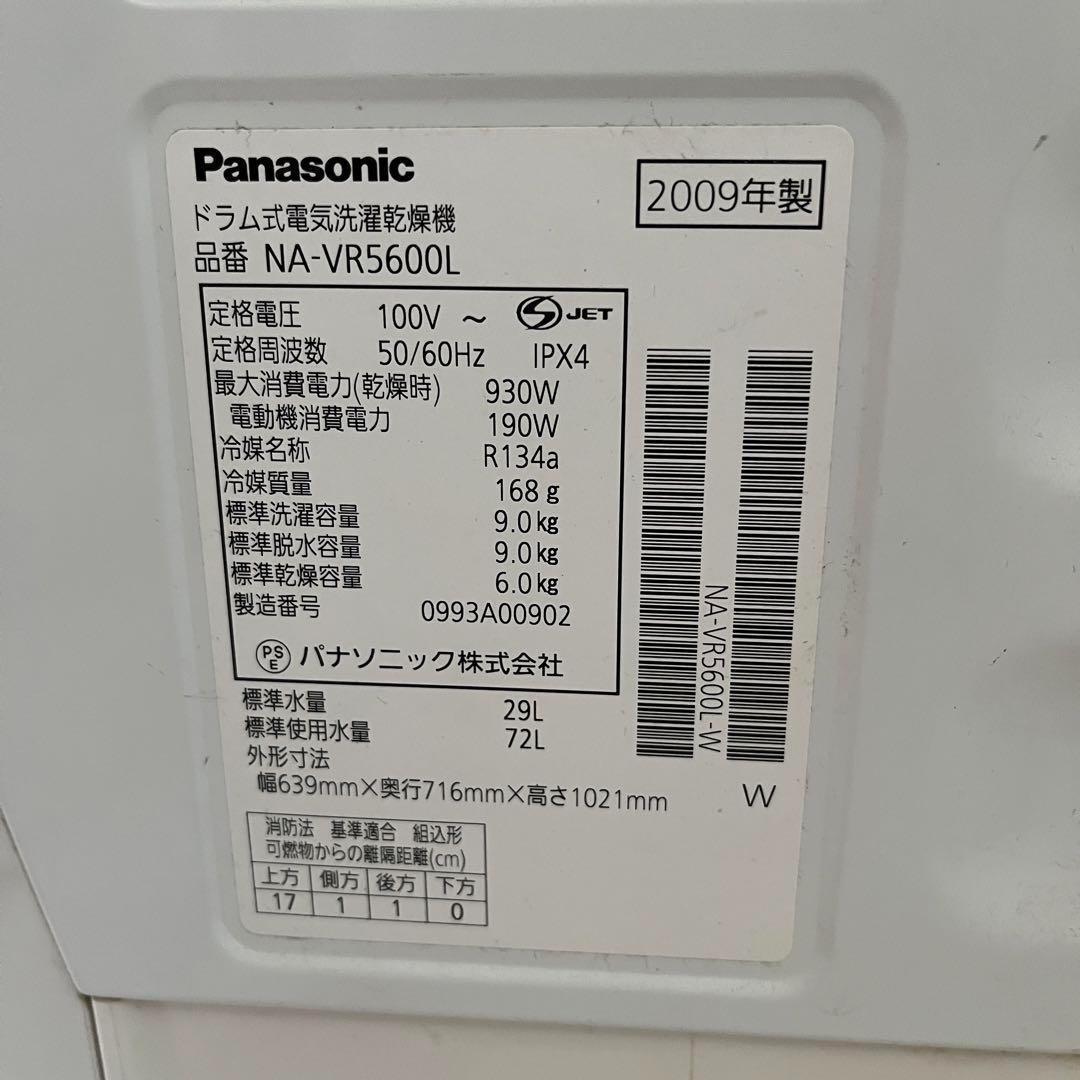 Panasonic
2009年製
ドラム式電気洗濯乾燥機
品番 NA-VR5600L
定格電圧 100V ~ S JET
定格周波数 50/60Hz IPX4
最大消費電力(乾燥時) 930W
電動機消費電力 190W
冷媒名称 R134a
冷媒質量 168g
標準洗濯容量 9.0kg
標準脱水容量 9.0kg
標準乾燥容量 6.0kg
製造番号 0993A00902
PSE パナソニック株式会社
標準水量 29L
標準使用水量 72L
外形寸法
幅639mm×奥行716mm×高さ1021mm
NA-VR5600L-W
W
消防法 基準適合 組込形
可燃物からの離隔距離(cm)
上方 側方 後方 下方
17 1 1 0